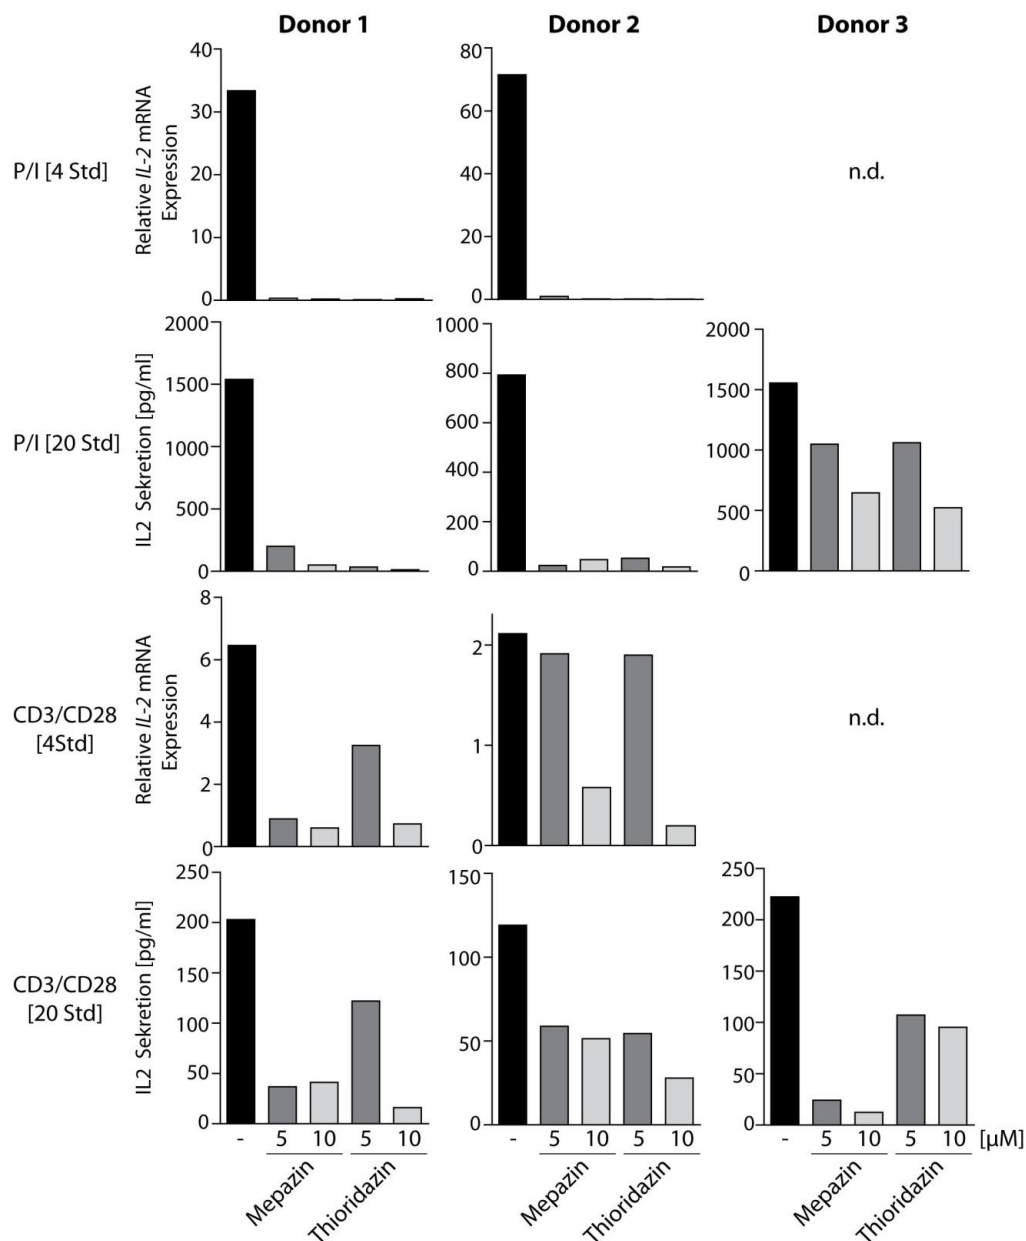 Donor 1
Donor 2
Donor 3
P/I [4 Std]
Relative IL-2 mRNA
Expression
40
30
20
10
0
80
60
40
20
0
n.d.
P/I [20 Std]
IL2 Sekretion [pg/ml]
2000
1500
1000
500
0
1000
800
600
400
200
0
2000
1500
1000
500
0
CD3/CD28
[4Std]
Relative IL-2 mRNA
Expression
8
6
4
2
0
2
1
0
n.d.
CD3/CD28
[20 Std]
IL2 Sekretion [pg/ml]
250
200
150
100
50
0
150
100
50
0
250
200
150
100
50
0
- 5 10 5 10
- 5 10 5 10
- 5 10 5 10 [µM]
Mepazin
Thioridazin
Mepazin
Thioridazin
Mepazin
Thioridazin